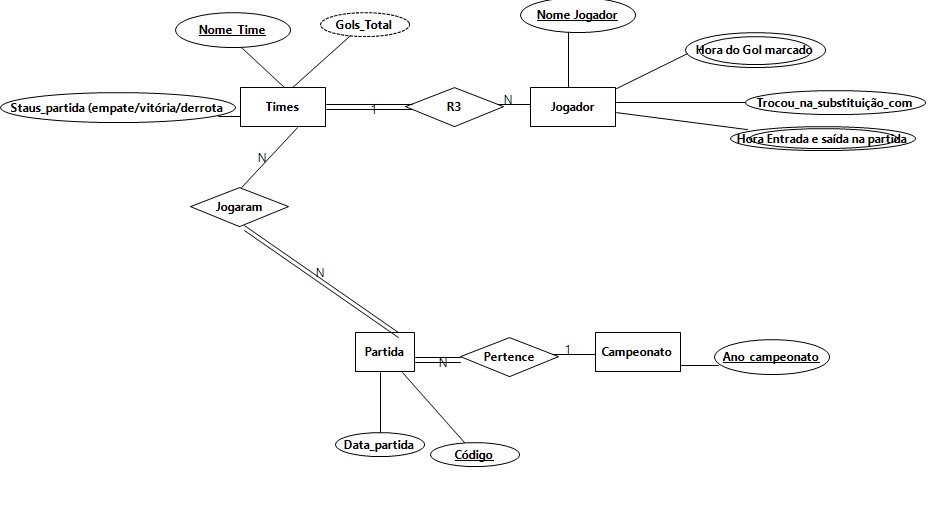 Nome Jogador
Gols_Total
Nome_Time
Hora do Gol marcado
Staus_partida (empate/vitória/derrota
Times
1
R3
N
Jogador
Trocou_na_substituição_com
Hora Entrada e saída na partida
N
Jogaram
N
Partida
N
Pertence
1
Campeonato
Ano_campeonato
Data_partida
Código